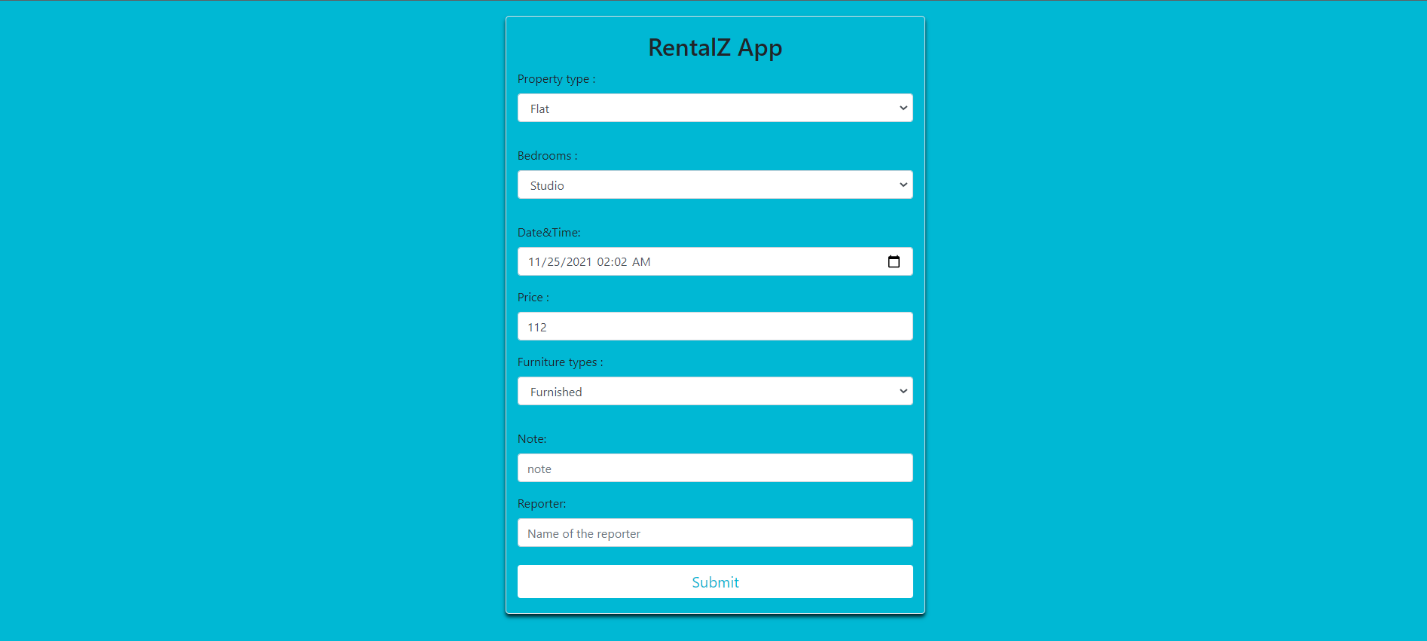 RentalZ App
Property type :
Flat
Bedrooms :
Studio
Date&Time:
11/25/2021 02:02 AM
Price :
112
Furniture types :
Furnished
Note:
note
Reporter:
Name of the reporter
Submit